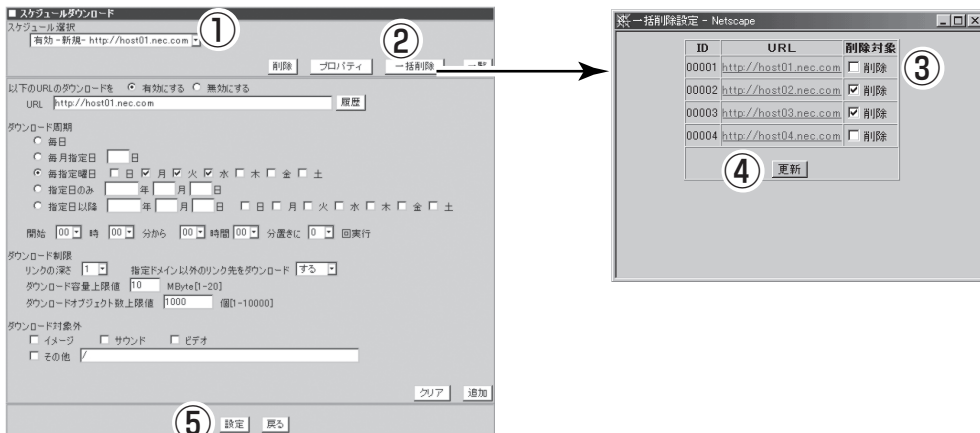 ■ スケジュールダウンロード
スケジュール選択
有効 -新規- http://host01.nec.com
①
②
削除 プロパティ 一括削除 一覧
以下のURLのダウンロードを 有効にする 無効にする
URL http://host01.nec.com 履歴
ダウンロード周期
毎日
毎月指定日 日
毎指定曜日 日 月 火 水 木 金 土
指定日のみ 年 月 日
指定日以降 年 月 日 日 月 火 水 木 金 土
開始 00 時 00 分から 00 時間 00 分置きに 0 回実行
ダウンロード制限
リンクの深さ 1 指定ドメイン以外のリンク先をダウンロード する
ダウンロード容量上限値 10 MByte[1-20]
ダウンロードオブジェクト数上限値 1000 個[1-10000]
ダウンロード対象外
イメージ サウンド ビデオ
その他 /
クリア 追加
⑤ 設定 戻る
一括削除設定 - Netscape
ID URL 削除対象
00001 http://host01.nec.com 削除
③
00002 http://host02.nec.com 削除
00003 http://host03.nec.com 削除
00004 http://host04.nec.com 削除
④ 更新